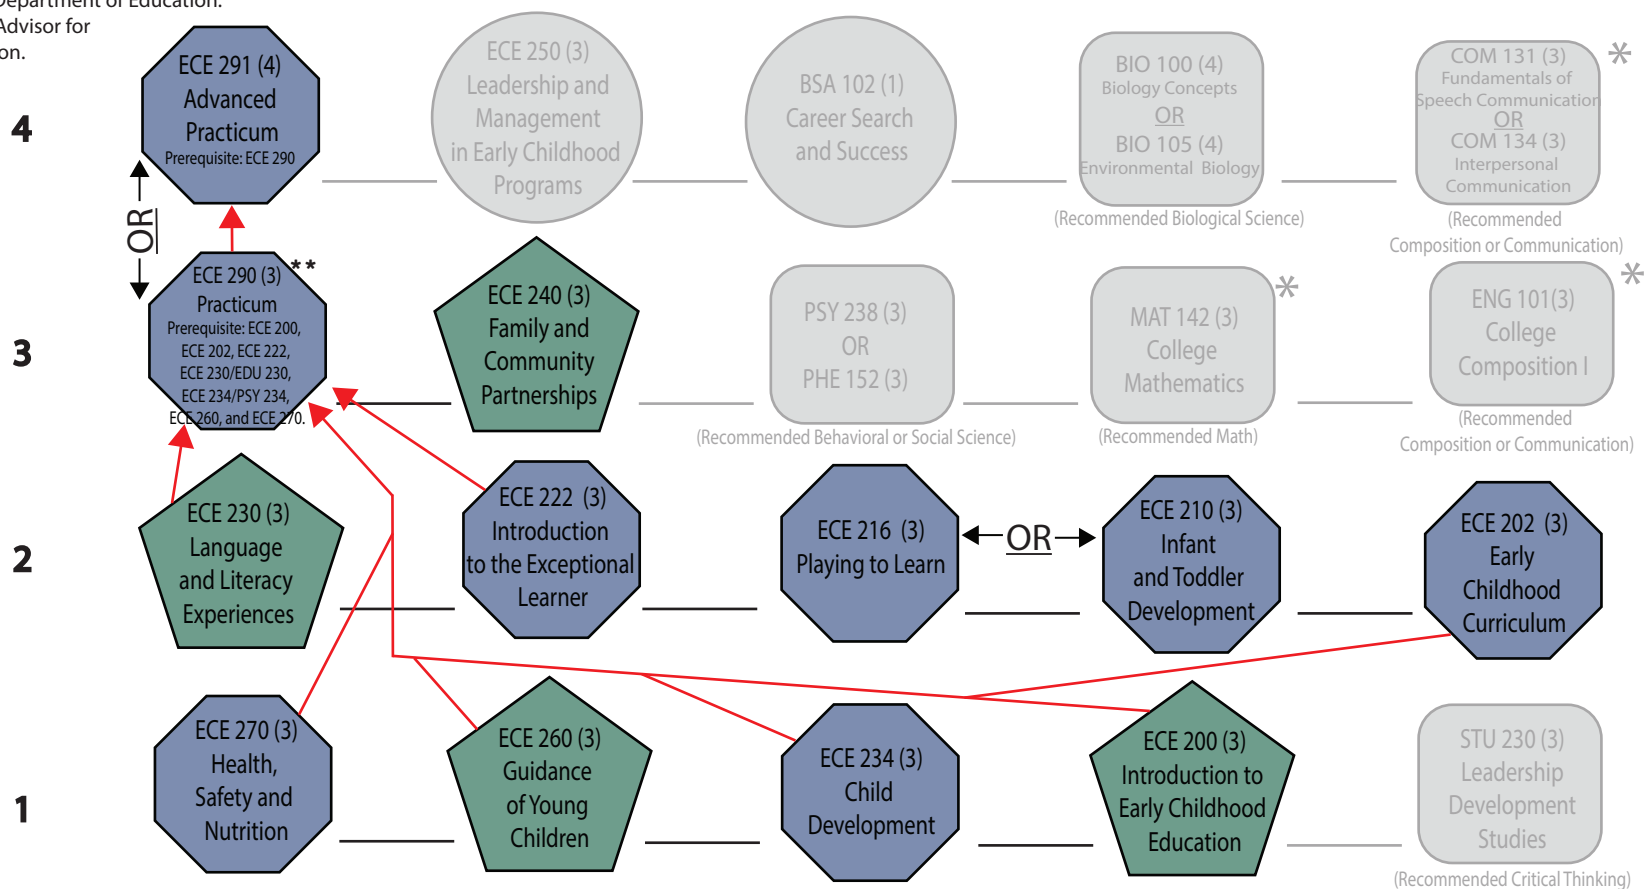 Department of Education.
Advisor for
on.
4
ECE 291 (4)
Advanced
Practicum
Prerequisite: ECE 290
ECE 250 (3)
Leadership and
Management
in Early Childhood
Programs
BSA 102 (1)
Career Search
and Success
BIO 100 (4)
Biology Concepts
OR
BIO 105 (4)
Environmental Biology
(Recommended Biological Science)
COM 131 (3)
Fundamentals of
Speech Communication
OR
COM 134 (3)
Interpersonal
Communication
*
(Recommended
Composition or Communication)
OR
3
ECE 290 (3)
**
Practicum
Prerequisite: ECE 200,
ECE 202, ECE 222,
ECE 230/EDU 230,
ECE 234/PSY 234,
ECE 260, and ECE 270.
ECE 240 (3)
Family and
Community
Partnerships
PSY 238 (3)
OR
PHE 152 (3)
(Recommended Behavioral or Social Science)
MAT 142 (3)
College
Mathematics
*
(Recommended Math)
ENG 101(3)
College
Composition I
*
(Recommended
Composition or Communication)
2
ECE 230 (3)
Language
and Literacy
Experiences
ECE 222 (3)
Introduction
to the Exceptional
Learner
ECE 216 (3)
Playing to Learn
OR
ECE 210 (3)
Infant
and Toddler
Development
ECE 202 (3)
Early
Childhood
Curriculum
1
ECE 270 (3)
Health,
Safety and
Nutrition
ECE 260 (3)
Guidance
of Young
Children
ECE 234 (3)
Child
Development
ECE 200 (3)
Introduction to
Early Childhood
Education
STU 230 (3)
Leadership
Development
Studies
(Recommended Critical Thinking)